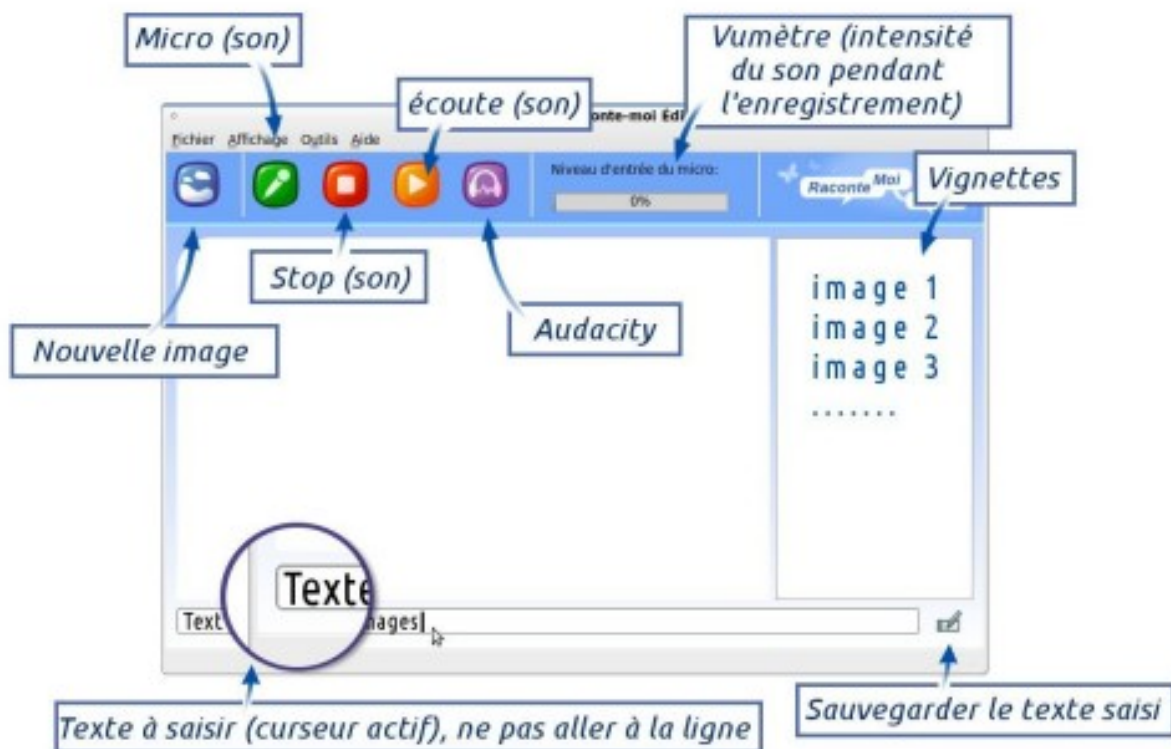 Micro (son)
Vumètre (intensité
du son pendant
l'enregistrement)
écoute (son)
Fichier Affichage Outils Aide
Niveau d'entrée du micro:
0%
Raconte Moi
Vignettes
Stop (son)
Nouvelle image
Audacity
image 1
image 2
image 3
.......
Texte
Text
Texte à saisir (curseur actif), ne pas aller à la ligne
Sauvegarder le texte saisi